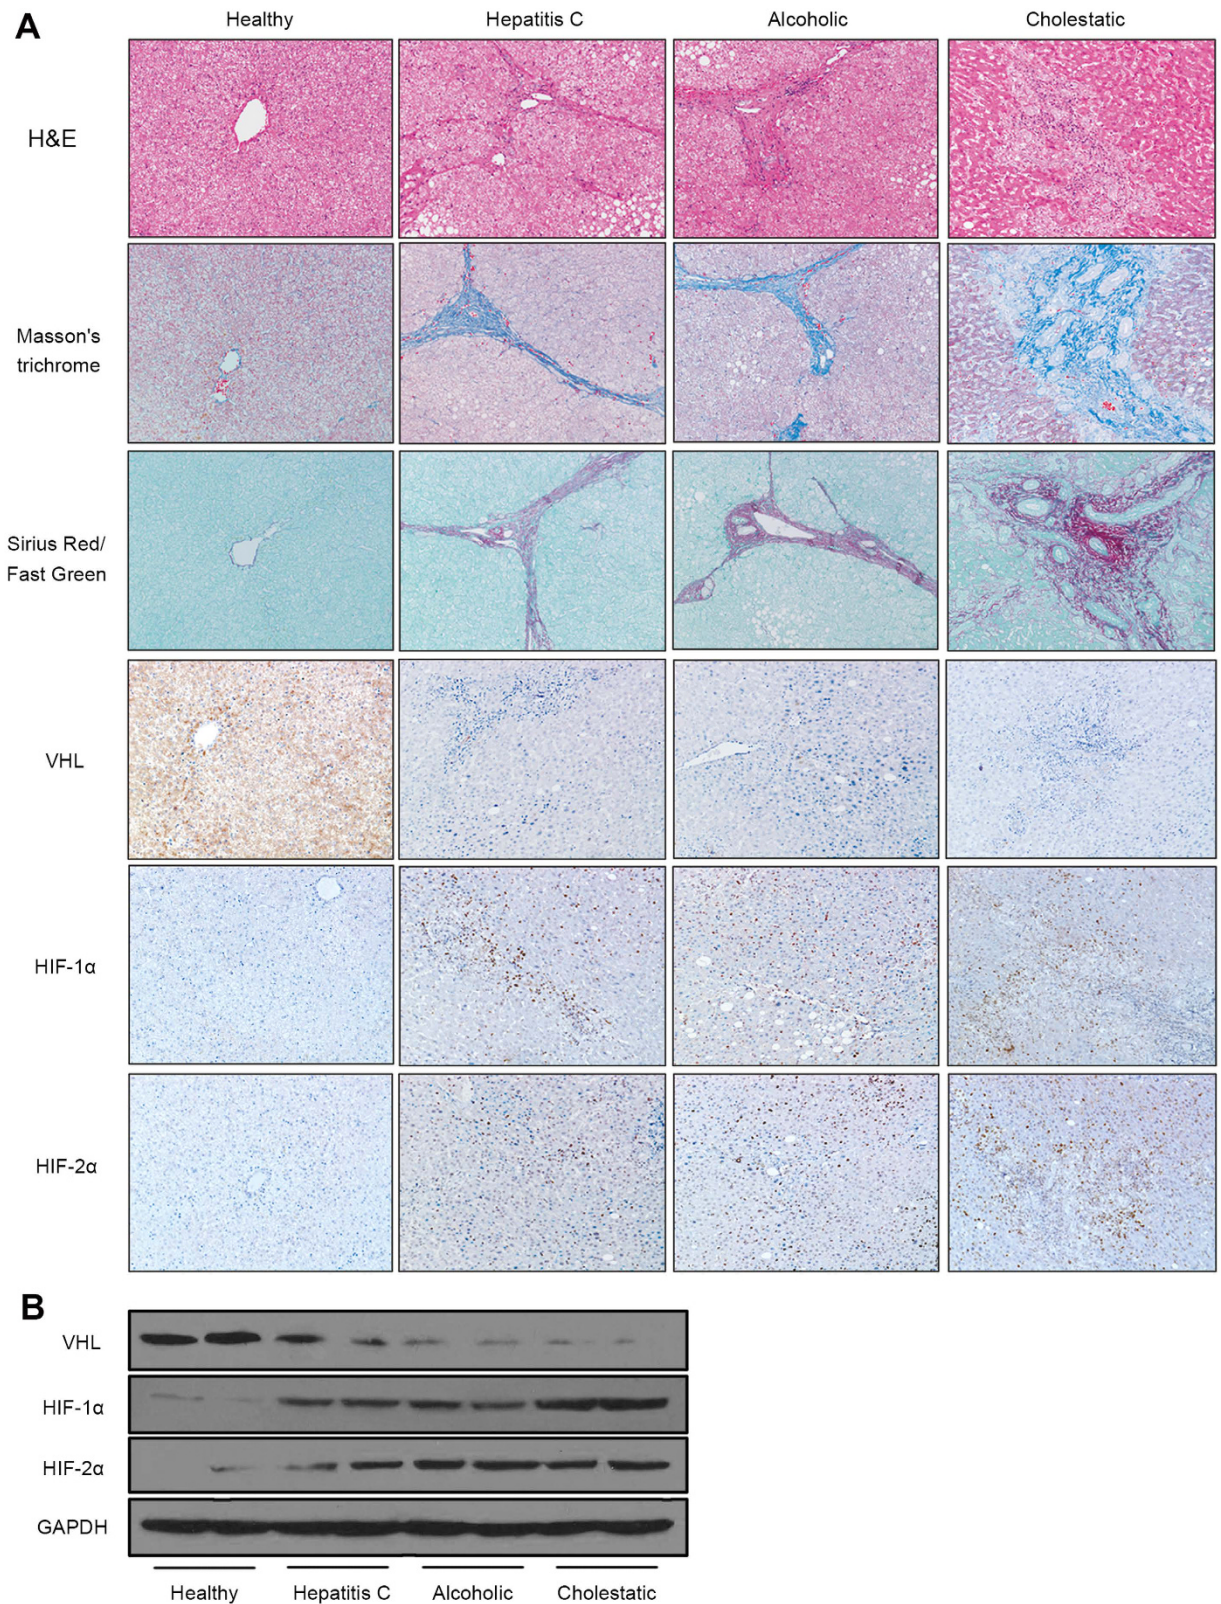 A
Healthy
Hepatitis C
Alcoholic
Cholestatic
H&E
Masson's
trichrome
Sirius Red/
Fast Green
VHL
HIF-1α
HIF-2α
B
VHL
HIF-1α
HIF-2α
GAPDH
Healthy
Hepatitis C
Alcoholic
Cholestatic